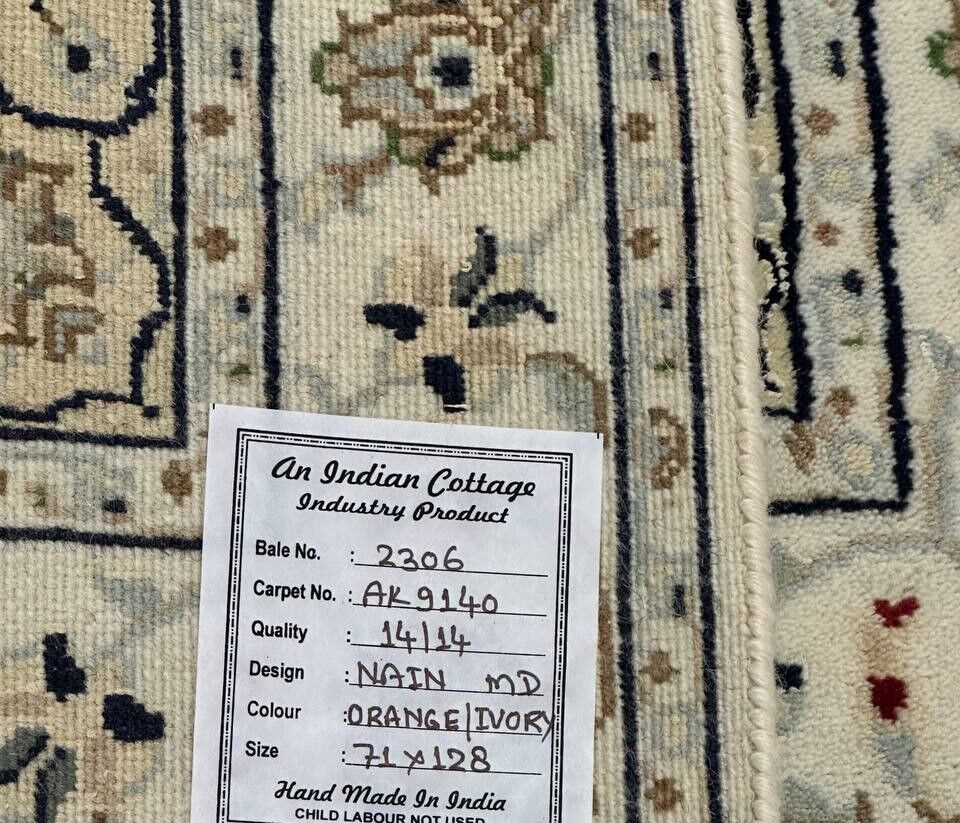 An Indian Cottage
Industry Product
Bale No. : 2306
Carpet No. : AK9140
Quality : 14/14
Design : NAIN MD
Colour : ORANGE/IVORY
Size : 71x128
Hand Made In India
CHILD LABOUR NOT USED